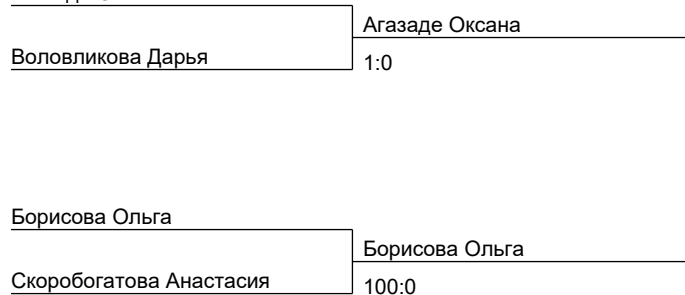 Агазаде Оксана
Воловликова Дарья
1:0
Борисова Ольга
Борисова Ольга
Скоробогатова Анастасия
100:0